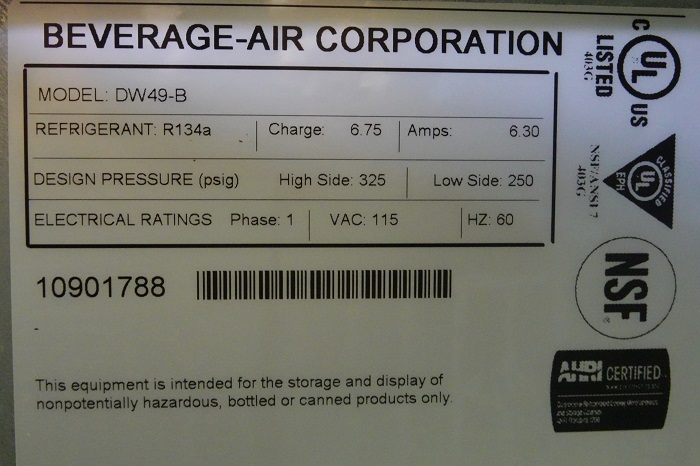 BEVERAGE-AIR CORPORATION
MODEL: DW49-B
REFRIGERANT: R134a Charge: 6.75 Amps: 6.30
DESIGN PRESSURE (psig) High Side: 325 Low Side: 250
ELECTRICAL RATINGS Phase: 1 VAC: 115 HZ: 60
10901788
-
This equipment is intended for the storage and display of
nonpotentially hazardous, bottled or canned products only.
C UL US
LISTED
403G
CLASSIFIED
UL
EPH
NSF/ANSI 7
403G
NSF®
AHRI CERTIFIED